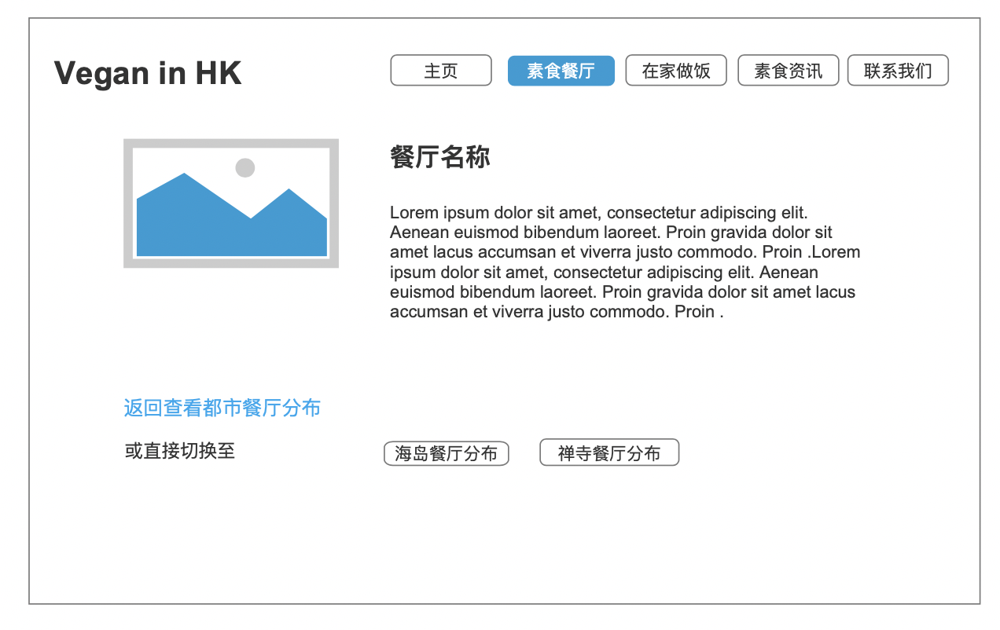 Vegan in HK
主页
素食餐厅
在家做饭
素食资讯
联系我们
餐厅名称
Lorem ipsum dolor sit amet, consectetur adipiscing elit.
Aenean euismod bibendum laoreet. Proin gravida dolor sit
amet lacus accumsan et viverra justo commodo. Proin .Lorem
ipsum dolor sit amet, consectetur adipiscing elit. Aenean
euismod bibendum laoreet. Proin gravida dolor sit amet lacus
accumsan et viverra justo commodo. Proin .
返回查看都市餐厅分布
或直接切换至
海岛餐厅分布
禅寺餐厅分布